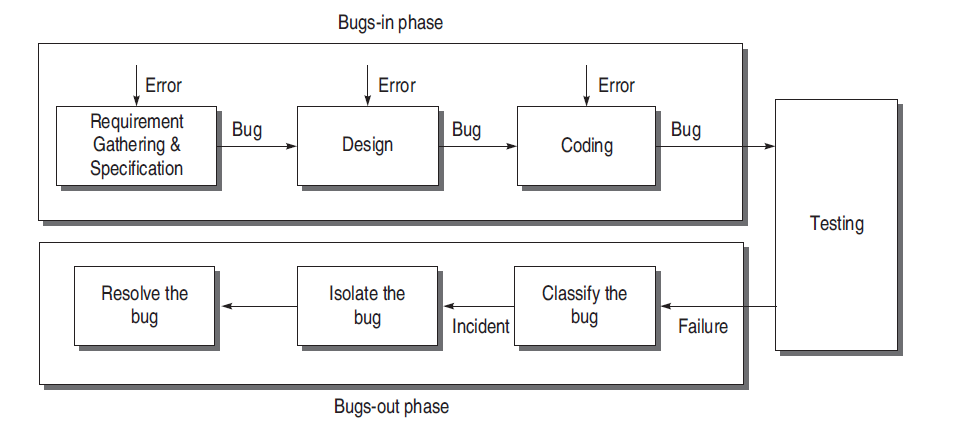 Bugs-in phase
Error
Error
Error
Requirement
Gathering &
Specification
Bug
Design
Bug
Coding
Bug
Testing
Resolve the
bug
Isolate the
bug
Incident
Classify the
bug
Failure
Bugs-out phase